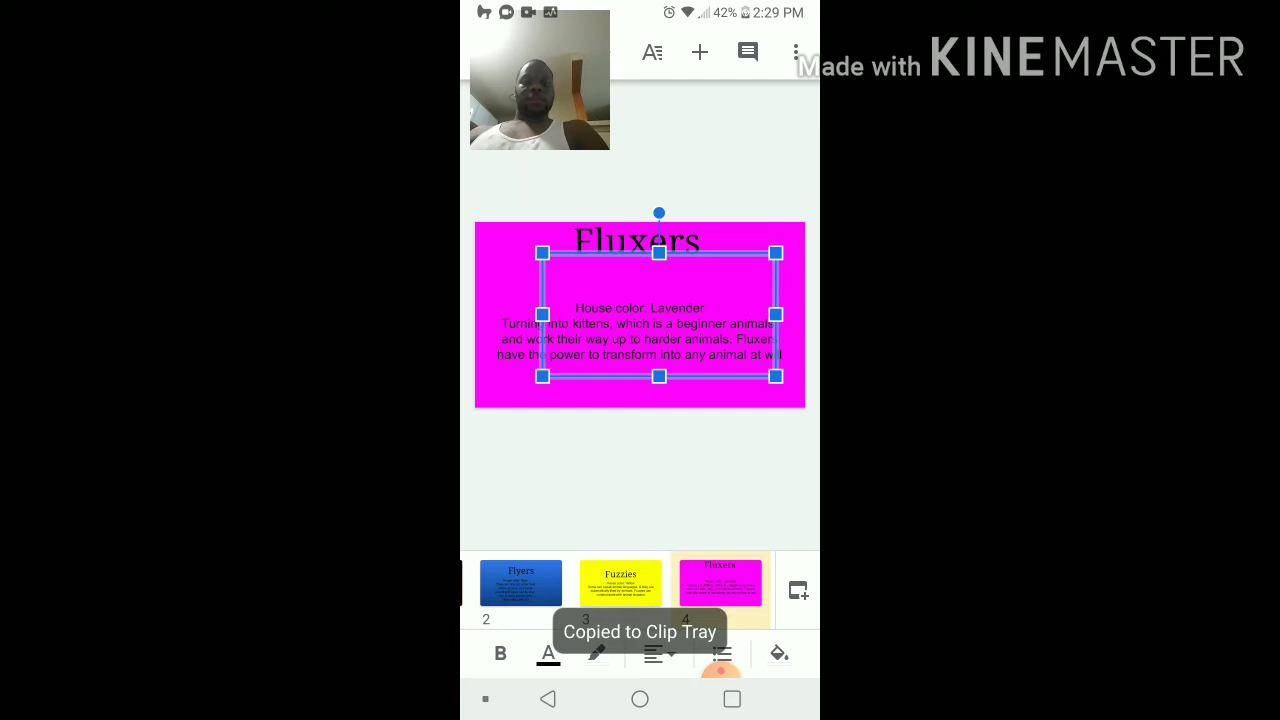 42% 2:29 PM
Made with KINEMASTER
Fluxers
House color: Lavender
Turning into kittens, which is a beginner animals
and work their way up to harder animals. Fluxers
have the power to transform into any animal at will
Flyers
Fuzzies
Fluxers
2
3
4
Copied to Clip Tray
B
A